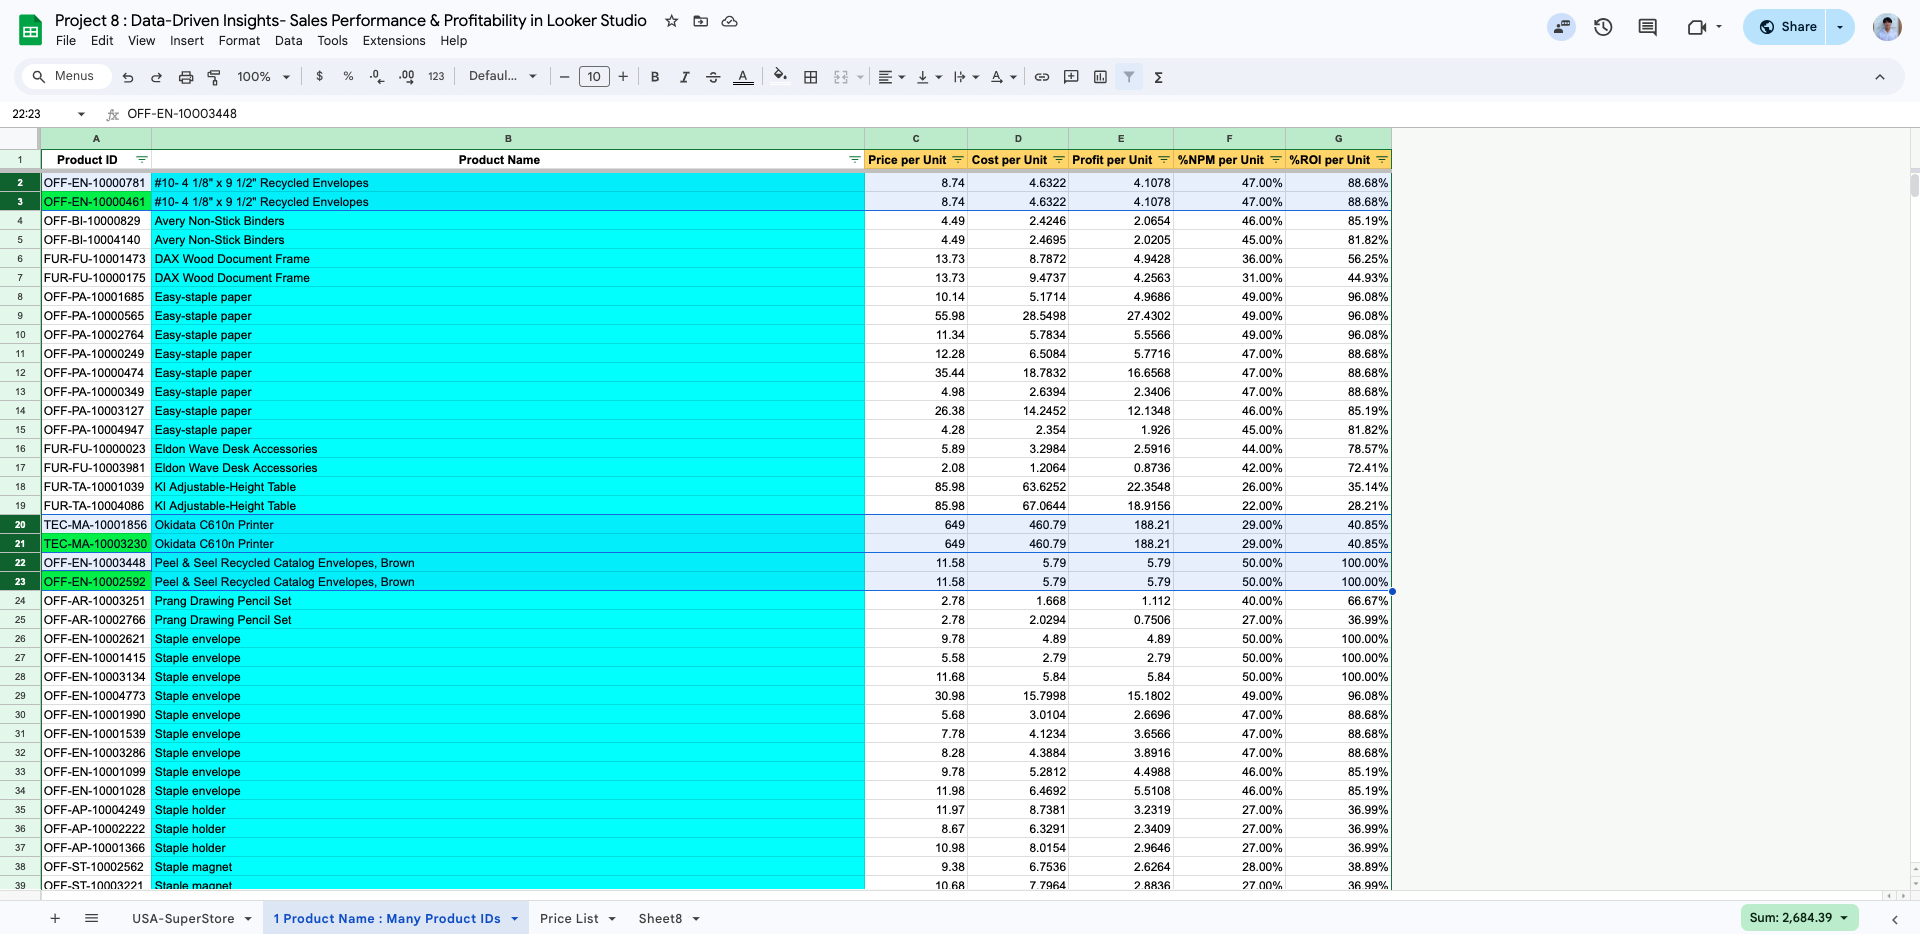 Project 8 : Data-Driven Insights- Sales Performance & Profitability in Looker Studio
File Edit View Insert Format Data Tools Extensions Help
Share
Menus 100% $ % .0 .00 123 Defaul... 10 B I S A Σ
22:23 fx OFF-EN-10003448
A B C D E F G
1 Product ID Product Name Price per Unit Cost per Unit Profit per Unit %NPM per Unit %ROI per Unit
2 OFF-EN-10000781 #10- 4 1/8" x 9 1/2" Recycled Envelopes 8.74 4.6322 4.1078 47.00% 88.68%
3 OFF-EN-10000461 #10- 4 1/8" x 9 1/2" Recycled Envelopes 8.74 4.6322 4.1078 47.00% 88.68%
4 OFF-BI-10000829 Avery Non-Stick Binders 4.49 2.4246 2.0654 46.00% 85.19%
5 OFF-BI-10004140 Avery Non-Stick Binders 4.49 2.4695 2.0205 45.00% 81.82%
6 FUR-FU-10001473 DAX Wood Document Frame 13.73 8.7872 4.9428 36.00% 56.25%
7 FUR-FU-10000175 DAX Wood Document Frame 13.73 9.4737 4.2563 31.00% 44.93%
8 OFF-PA-10001685 Easy-staple paper 10.14 5.1714 4.9686 49.00% 96.08%
9 OFF-PA-10000565 Easy-staple paper 55.98 28.5498 27.4302 49.00% 96.08%
10 OFF-PA-10002764 Easy-staple paper 11.34 5.7834 5.5566 49.00% 96.08%
11 OFF-PA-10000249 Easy-staple paper 12.28 6.5084 5.7716 47.00% 88.68%
12 OFF-PA-10000474 Easy-staple paper 35.44 18.7832 16.6568 47.00% 88.68%
13 OFF-PA-10000349 Easy-staple paper 4.98 2.6394 2.3406 47.00% 88.68%
14 OFF-PA-10003127 Easy-staple paper 26.38 14.2452 12.1348 46.00% 85.19%
15 OFF-PA-10004947 Easy-staple paper 4.28 2.354 1.926 45.00% 81.82%
16 FUR-FU-10000023 Eldon Wave Desk Accessories 5.89 3.2984 2.5916 44.00% 78.57%
17 FUR-FU-10003981 Eldon Wave Desk Accessories 2.08 1.2064 0.8736 42.00% 72.41%
18 FUR-TA-10001039 KI Adjustable-Height Table 85.98 63.6252 22.3548 26.00% 35.14%
19 FUR-TA-10004086 KI Adjustable-Height Table 85.98 67.0644 18.9156 22.00% 28.21%
20 TEC-MA-10001856 Okidata C610n Printer 649 460.79 188.21 29.00% 40.85%
21 TEC-MA-10003230 Okidata C610n Printer 649 460.79 188.21 29.00% 40.85%
22 OFF-EN-10003448 Peel & Seel Recycled Catalog Envelopes, Brown 11.58 5.79 5.79 50.00% 100.00%
23 OFF-EN-10002592 Peel & Seel Recycled Catalog Envelopes, Brown 11.58 5.79 5.79 50.00% 100.00%
24 OFF-AR-10003251 Prang Drawing Pencil Set 2.78 1.668 1.112 40.00% 66.67%
25 OFF-AR-10002766 Prang Drawing Pencil Set 2.78 2.0294 0.7506 27.00% 36.99%
26 OFF-EN-10002621 Staple envelope 9.78 4.89 4.89 50.00% 100.00%
27 OFF-EN-10001415 Staple envelope 5.58 2.79 2.79 50.00% 100.00%
28 OFF-EN-10003134 Staple envelope 11.68 5.84 5.84 50.00% 100.00%
29 OFF-EN-10004773 Staple envelope 30.98 15.7998 15.1802 49.00% 96.08%
30 OFF-EN-10001990 Staple envelope 5.68 3.0104 2.6696 47.00% 88.68%
31 OFF-EN-10001539 Staple envelope 7.78 4.1234 3.6566 47.00% 88.68%
32 OFF-EN-10003286 Staple envelope 8.28 4.3884 3.8916 47.00% 88.68%
33 OFF-EN-10001099 Staple envelope 9.78 5.2812 4.4988 46.00% 85.19%
34 OFF-EN-10001028 Staple envelope 11.98 6.4692 5.5108 46.00% 85.19%
35 OFF-AP-10004249 Staple holder 11.97 8.7381 3.2319 27.00% 36.99%
36 OFF-AP-10002222 Staple holder 8.67 6.3291 2.3409 27.00% 36.99%
37 OFF-AP-10001366 Staple holder 10.98 8.0154 2.9646 27.00% 36.99%
38 OFF-ST-10002562 Staple magnet 9.38 6.7536 2.6264 28.00% 38.89%
39 OFF-ST-10003221 Staple magnet 10.68 7.7964 2.8836 27.00% 36.99%
USA-SuperStore 1 Product Name : Many Product IDs Price List Sheet8 Sum: 2,684.39